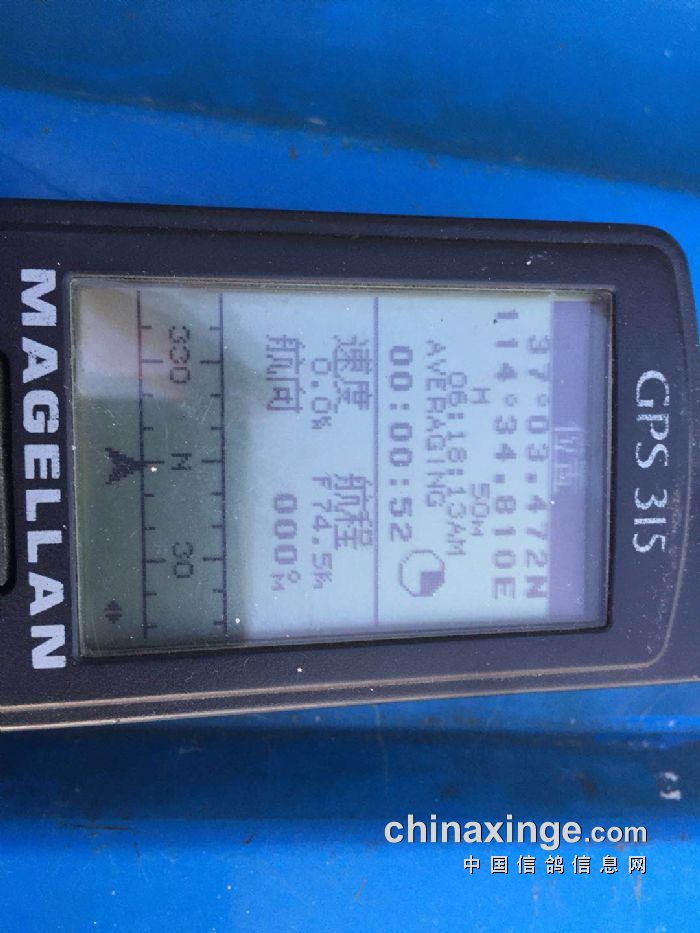 GPS 315
位置
37°03.472N
114°34.810E
50M
06:18:13AM
AVERAGING
00:00:52
速度 航程
0.0 74.5
航向 000°M
330 N 30
MAGELLAN
chinaxinge.com
中国信鸽信息网